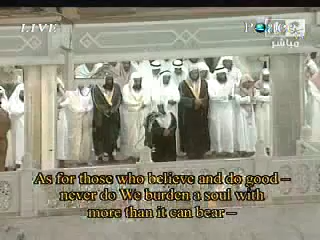 LIVE
مباشر
As for those who believe and do good –
never do We burden a soul with
more than it can bear –